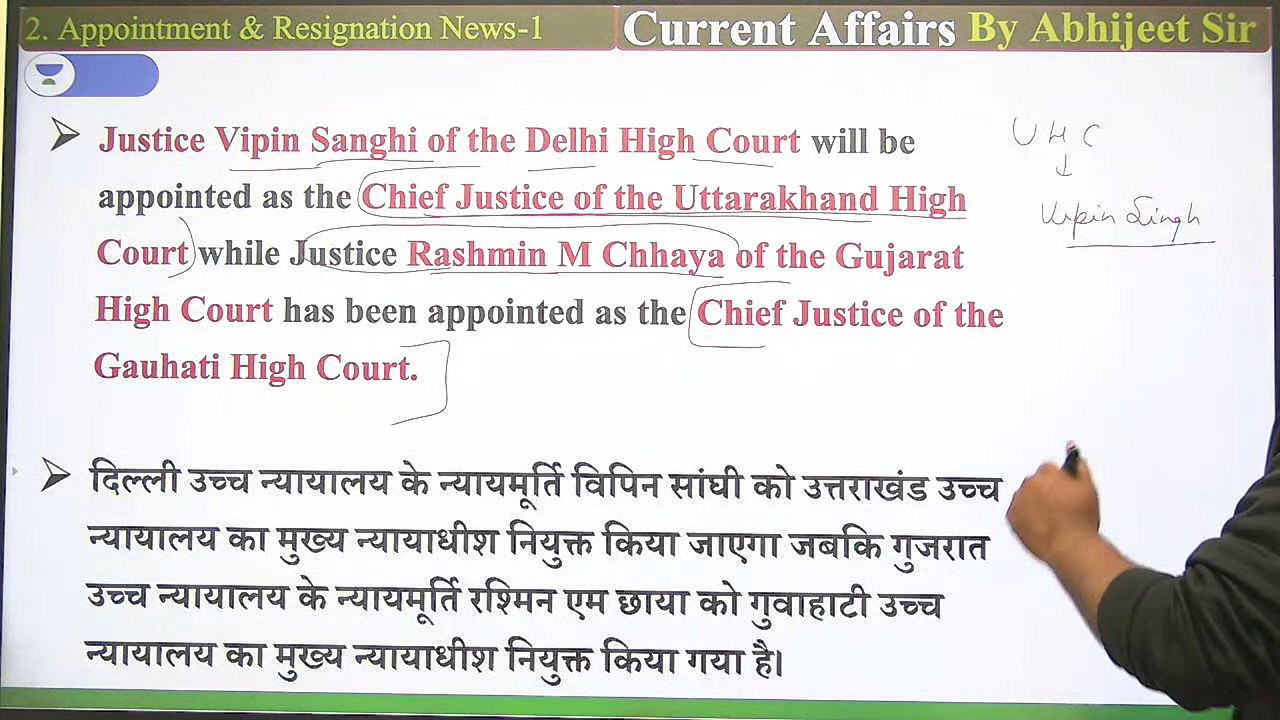 2. Appointment & Resignation News-1
Current Affairs By Abhijeet Sir
Justice Vipin Sanghi of the Delhi High Court will be
appointed as the Chief Justice of the Uttarakhand High
Court while Justice Rashmin M Chhaya of the Gujarat
High Court has been appointed as the Chief Justice of the
Gauhati High Court.
UHC
Vipin Singh
दिल्ली उच्च न्यायालय के न्यायमूर्ति विपिन सांघी को उत्तराखंड उच्च
न्यायालय का मुख्य न्यायाधीश नियुक्त किया जाएगा जबकि गुजरात
उच्च न्यायालय के न्यायमूर्ति रश्मिन एम छाया को गुवाहाटी उच्च
न्यायालय का मुख्य न्यायाधीश नियुक्त किया गया है।